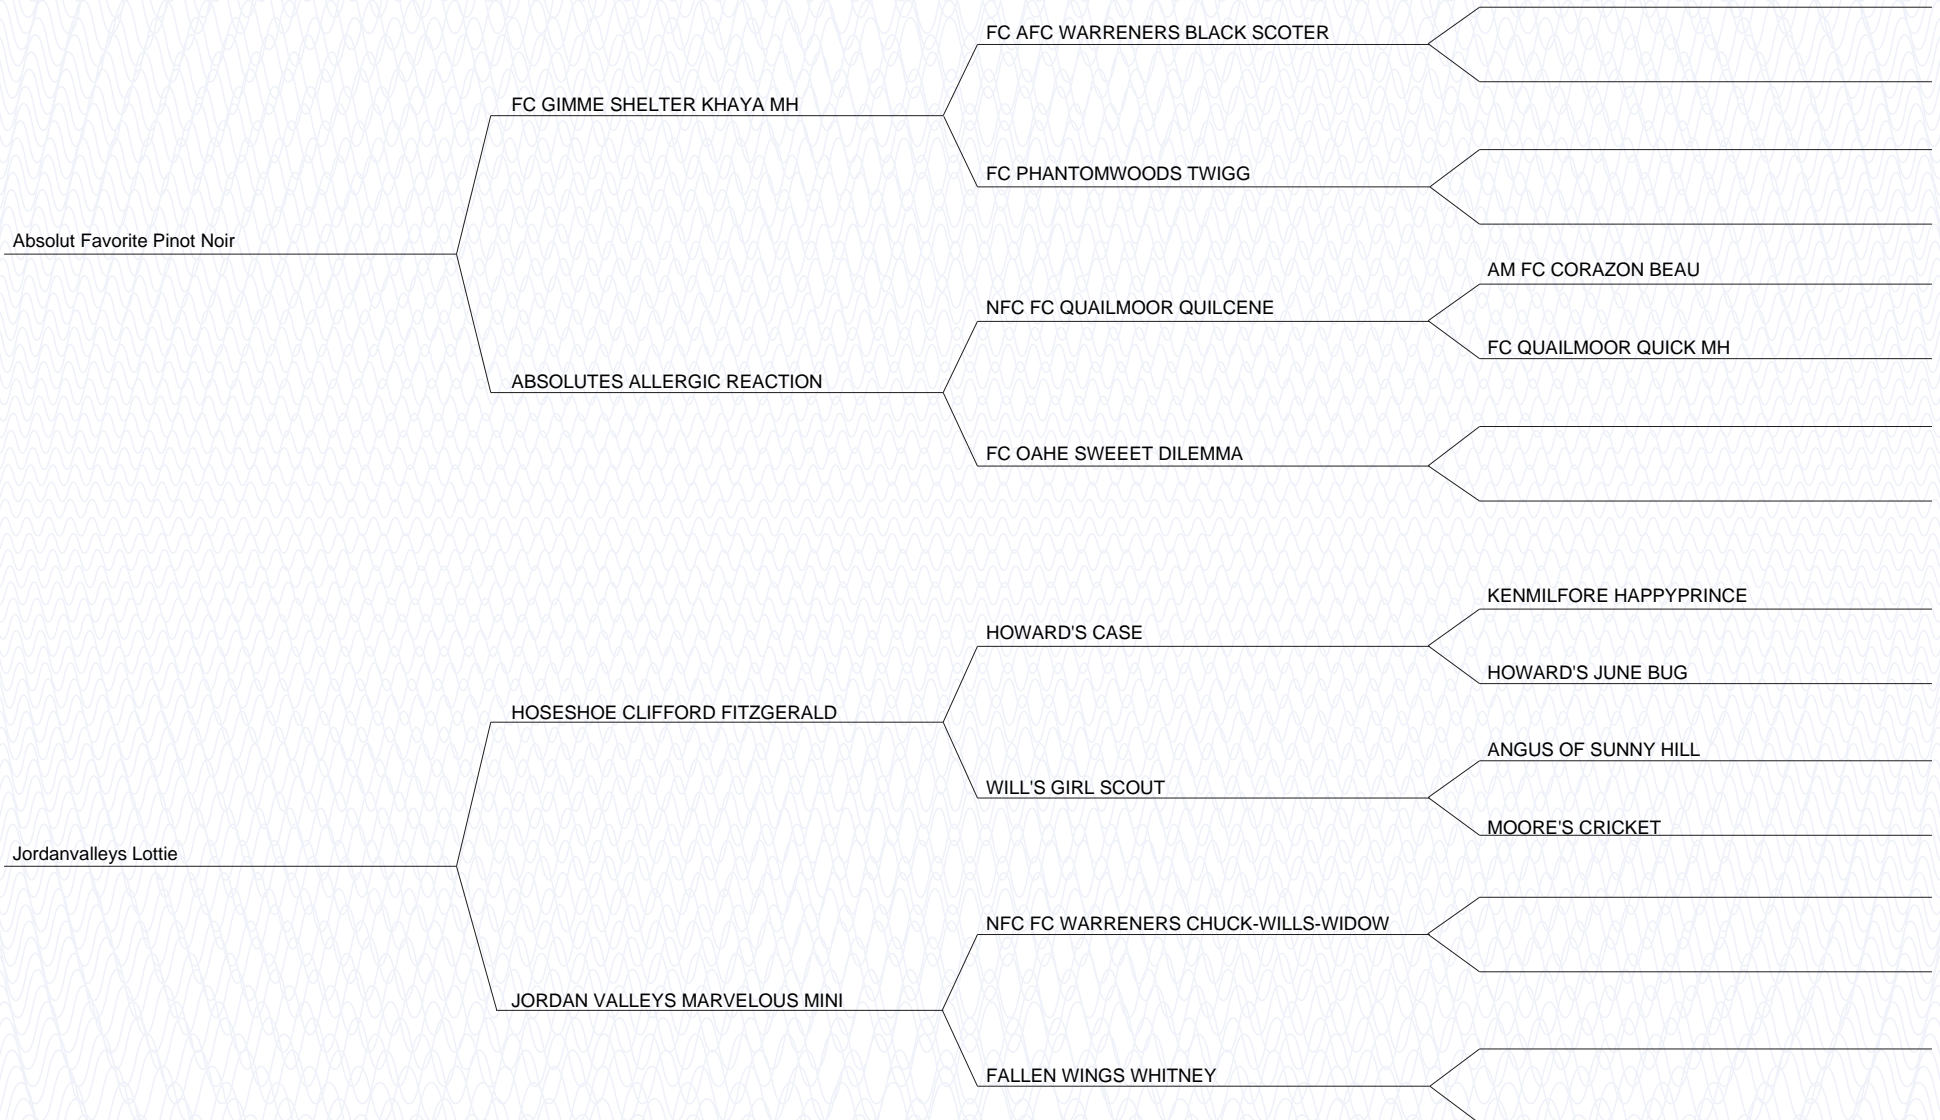 FC AFC WARRENERS BLACK SCOTER
FC GIMME SHELTER KHAYA MH
FC PHANTOMWOODS TWIGG
Absolut Favorite Pinot Noir
AM FC CORAZON BEAU
NFC FC QUAILMOOR QUILCENE
FC QUAILMOOR QUICK MH
ABSOLUTES ALLERGIC REACTION
FC OAHE SWEEET DILEMMA
KENMILFORE HAPPYPRINCE
HOWARD'S CASE
HOWARD'S JUNE BUG
HOSESHOE CLIFFORD FITZGERALD
ANGUS OF SUNNY HILL
WILL'S GIRL SCOUT
MOORE'S CRICKET
Jordanvalleys Lottie
NFC FC WARRENERS CHUCK-WILLS-WIDOW
JORDAN VALLEYS MARVELOUS MINI
FALLEN WINGS WHITNEY